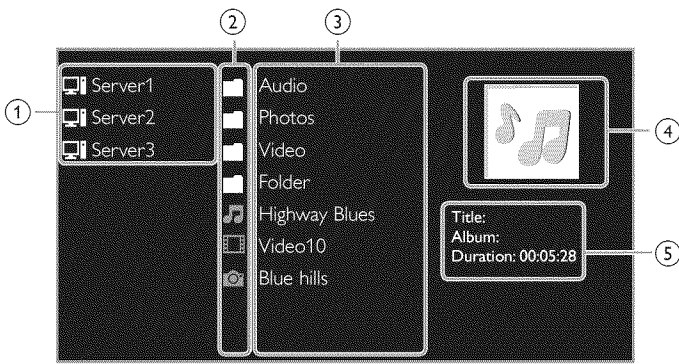 2
3
1
Server1
Server2
Server3
Audio
Photos
Video
Folder
Highway Blues
Video10
Blue hills
4
Title:
Album:
Duration: 00:05:28
5